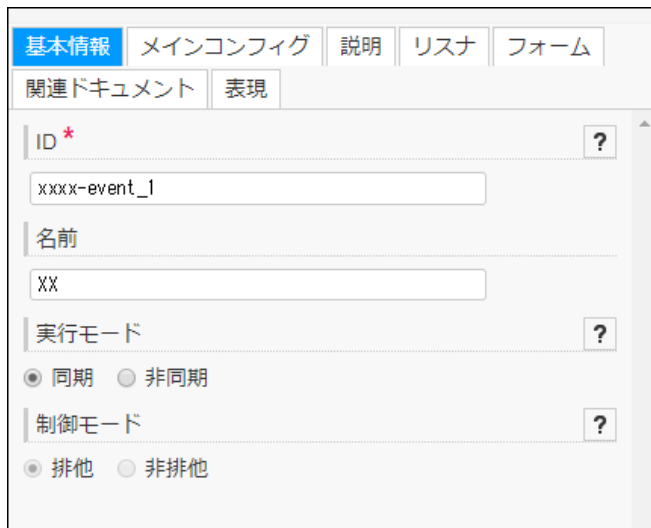 基本情報 メインコンフィグ 説明 リスナ フォーム
関連ドキュメント 表現
ID * ?
xxxx-event_1
名前
XX
実行モード ?
同期 非同期
制御モード ?
排他 非排他